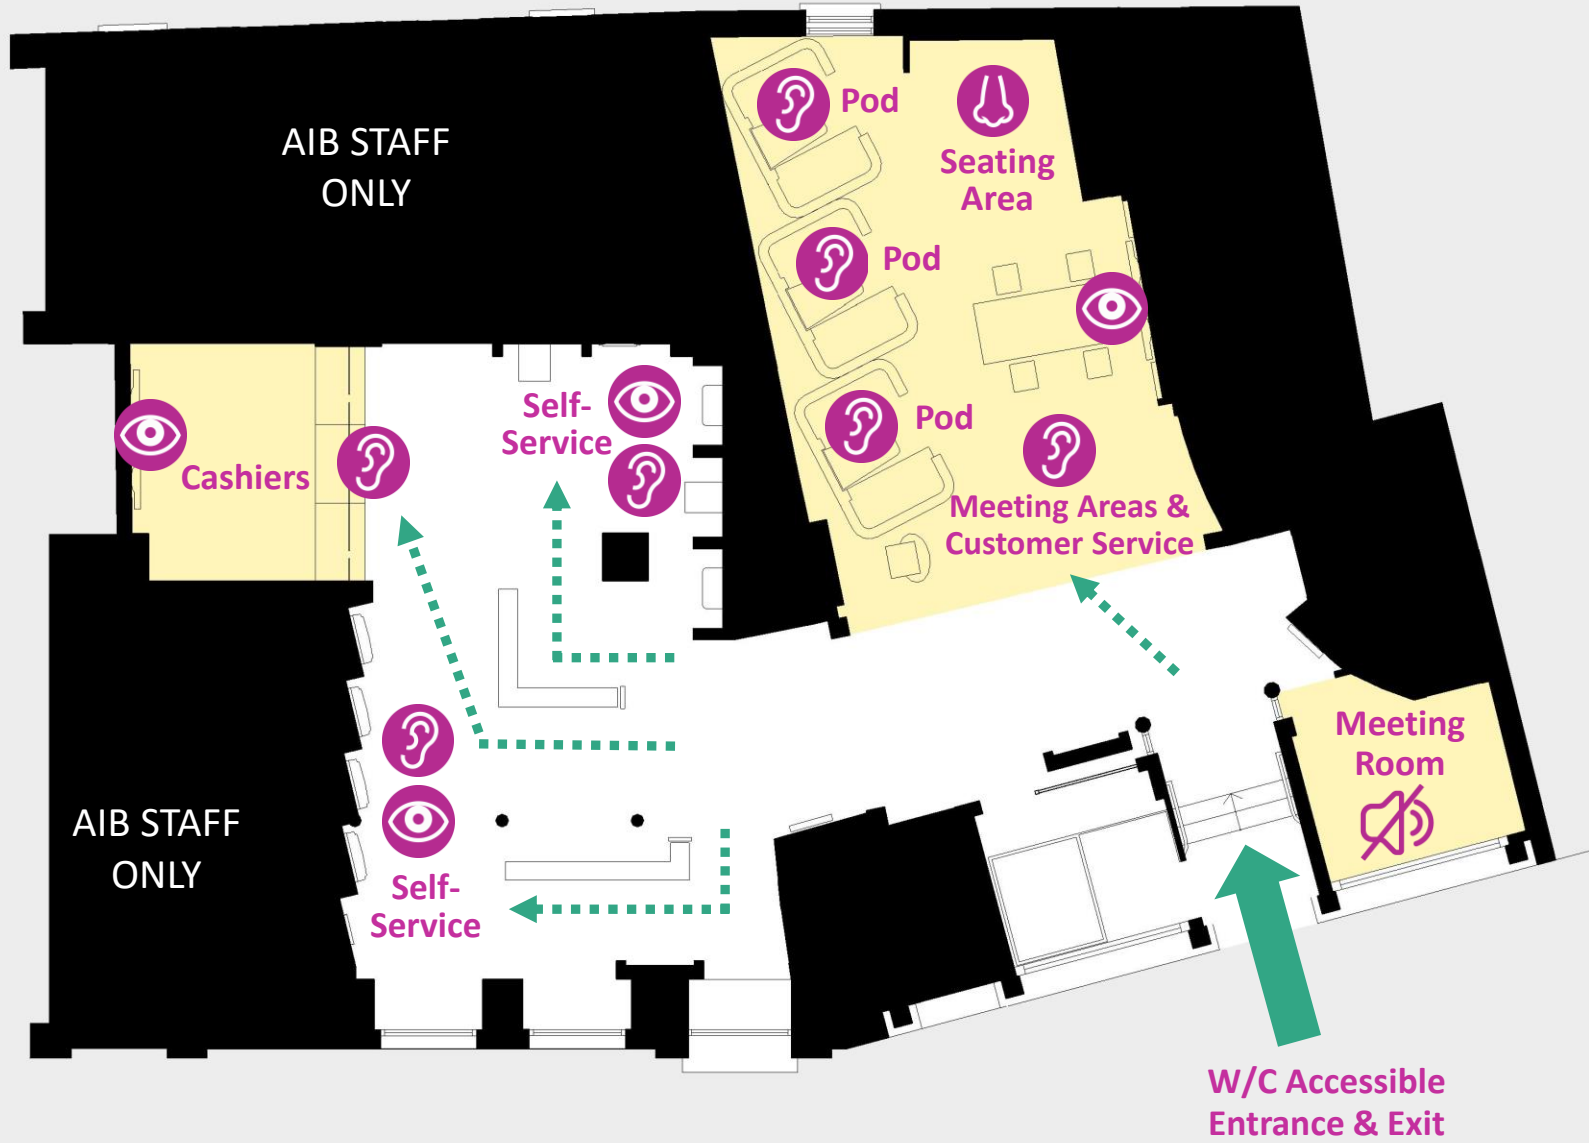 AIB STAFF
ONLY
Pod
Seating
Area
Pod
Self-
Service
Pod
Cashiers
Meeting Areas &
Customer Service
Meeting
Room
AIB STAFF
ONLY
Self-
Service
W/C Accessible
Entrance & Exit